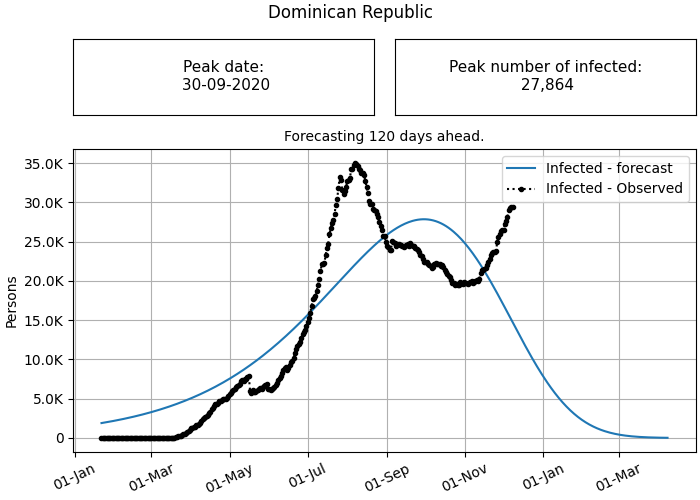 Dominican Republic
Peak date:
30-09-2020
Peak number of infected:
27,864
Forecasting 120 days ahead.
Infected - forecast
Infected - Observed
35.0K
30.0K
25.0K
20.0K
15.0K
10.0K
5.0K
0
Persons
01-Jan
01-Mar
01-May
01-Jul
01-Sep
01-Nov
01-Jan
01-Mar